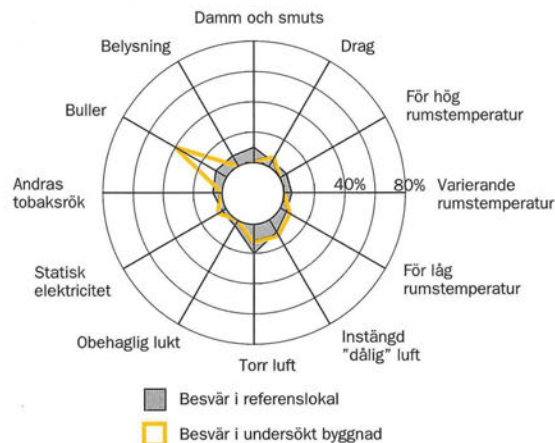 Damm och smuts
Belysning
Drag
Buller
För hög
rumstemperatur
Andras
tobaksrök
40%
80%
Varierande
rumstemperatur
Statisk
elektricitet
För låg
rumstemperatur
Obehaglig lukt
Instängd
"dålig" luft
Torr luft
Besvär i referenslokal
Besvär i undersökt byggnad